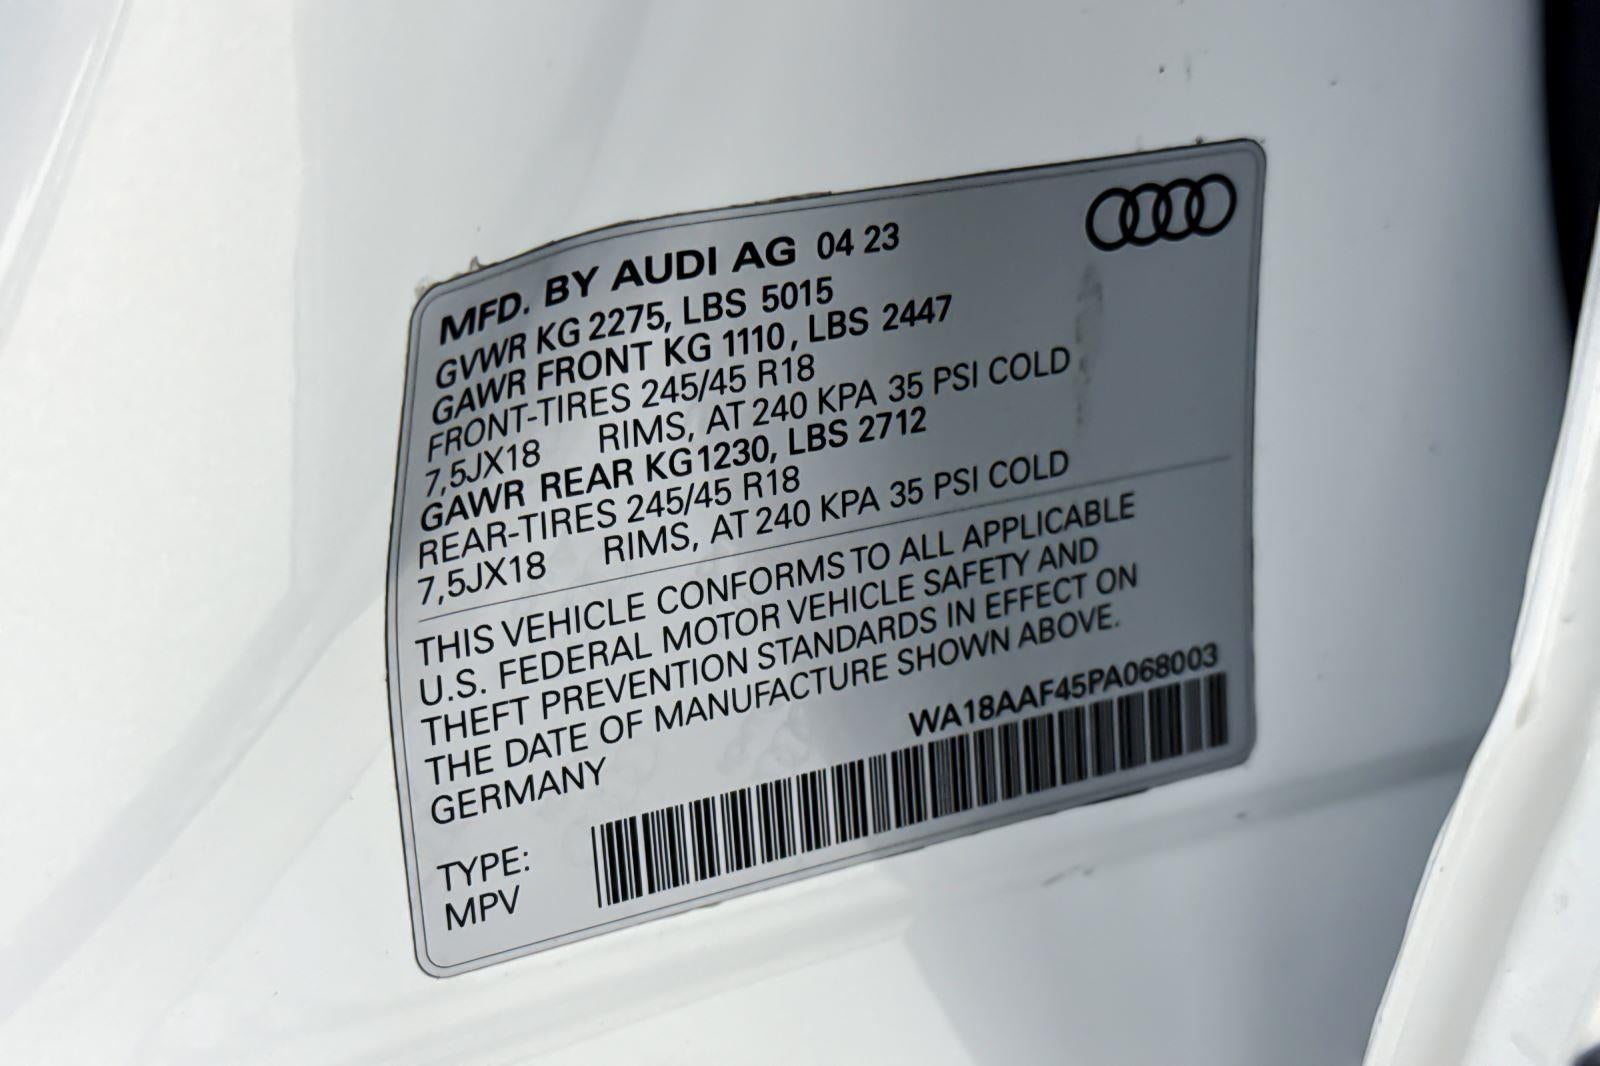 MFD. BY AUDI AG 04 23
GVWR KG 2275, LBS 5015
GAWR FRONT KG 1110, LBS 2447
FRONT-TIRES 245/45 R18
7,5JX18 RIMS, AT 240 KPA 35 PSI COLD
GAWR REAR KG1230, LBS 2712
REAR-TIRES 245/45 R18
7,5JX18 RIMS, AT 240 KPA 35 PSI COLD
THIS VEHICLE CONFORMS TO ALL APPLICABLE
U.S. FEDERAL MOTOR VEHICLE SAFETY AND
THEFT PREVENTION STANDARDS IN EFFECT ON
THE DATE OF MANUFACTURE SHOWN ABOVE.
GERMANY
WA18AAF45PA068003
TYPE:
MPV